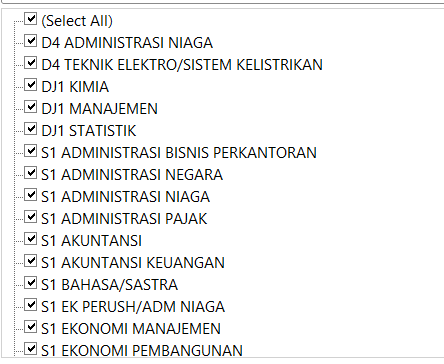 (Select All)
D4 ADMINISTRASI NIAGA
D4 TEKNIK ELEKTRO/SISTEM KELISTRIKAN
DJ1 KIMIA
DJ1 MANAJEMEN
DJ1 STATISTIK
S1 ADMINISTRASI BISNIS PERKANTORAN
S1 ADMINISTRASI NEGARA
S1 ADMINISTRASI NIAGA
S1 ADMINISTRASI PAJAK
S1 AKUNTANSI
S1 AKUNTANSI KEUANGAN
S1 BAHASA/SASTRA
S1 EK PERUSH/ADM NIAGA
S1 EKONOMI MANAJEMEN
S1 EKONOMI PEMBANGUNAN